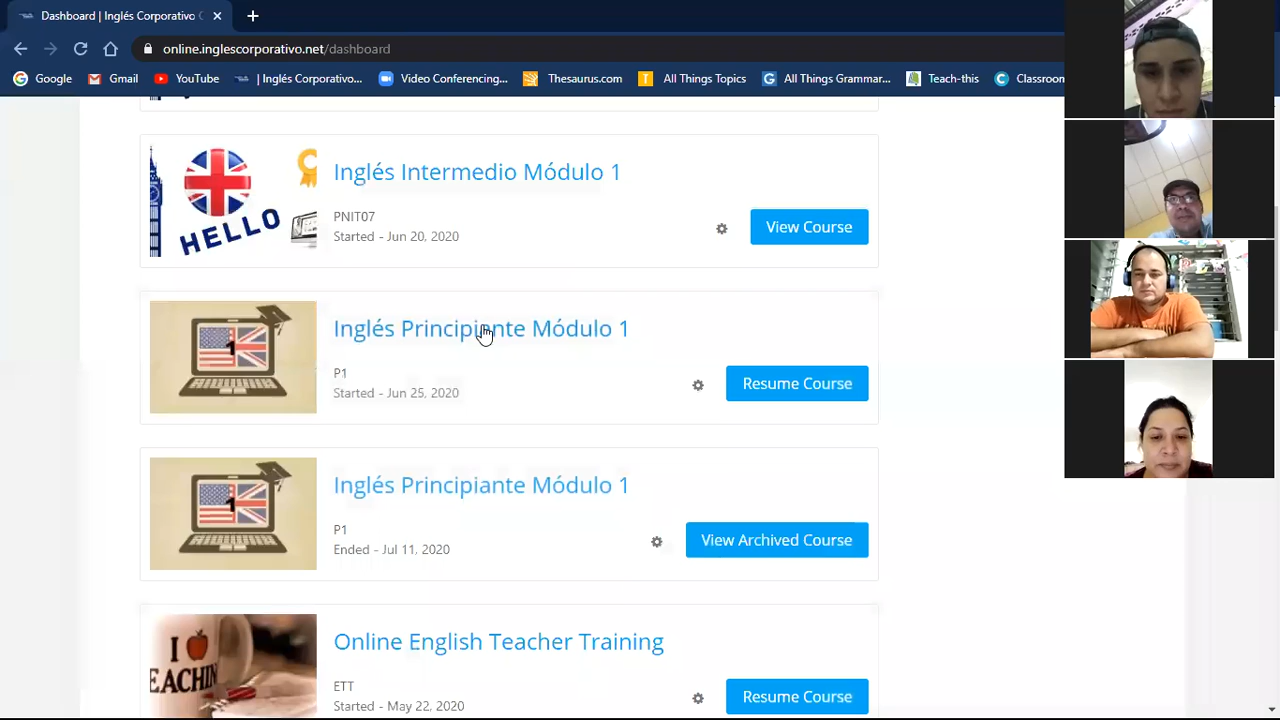 Dashboard | Inglés Corporativo
online.inglescorporativo.net/dashboard
Google
Gmail
YouTube
| Inglés Corporativo...
Video Conferencing...
Thesaurus.com
T
All Things Topics
G
All Things Grammar...
Teach-this
C
Classroom
HELLO
Inglés Intermedio Módulo 1
PNIT07
Started - Jun 20, 2020
View Course
1
Inglés Principiante Módulo 1
P1
Started - Jun 25, 2020
Resume Course
1
Inglés Principiante Módulo 1
P1
Ended - Jul 11, 2020
View Archived Course
I
EACHIN
Online English Teacher Training
ETT
Started - May 22, 2020
Resume Course